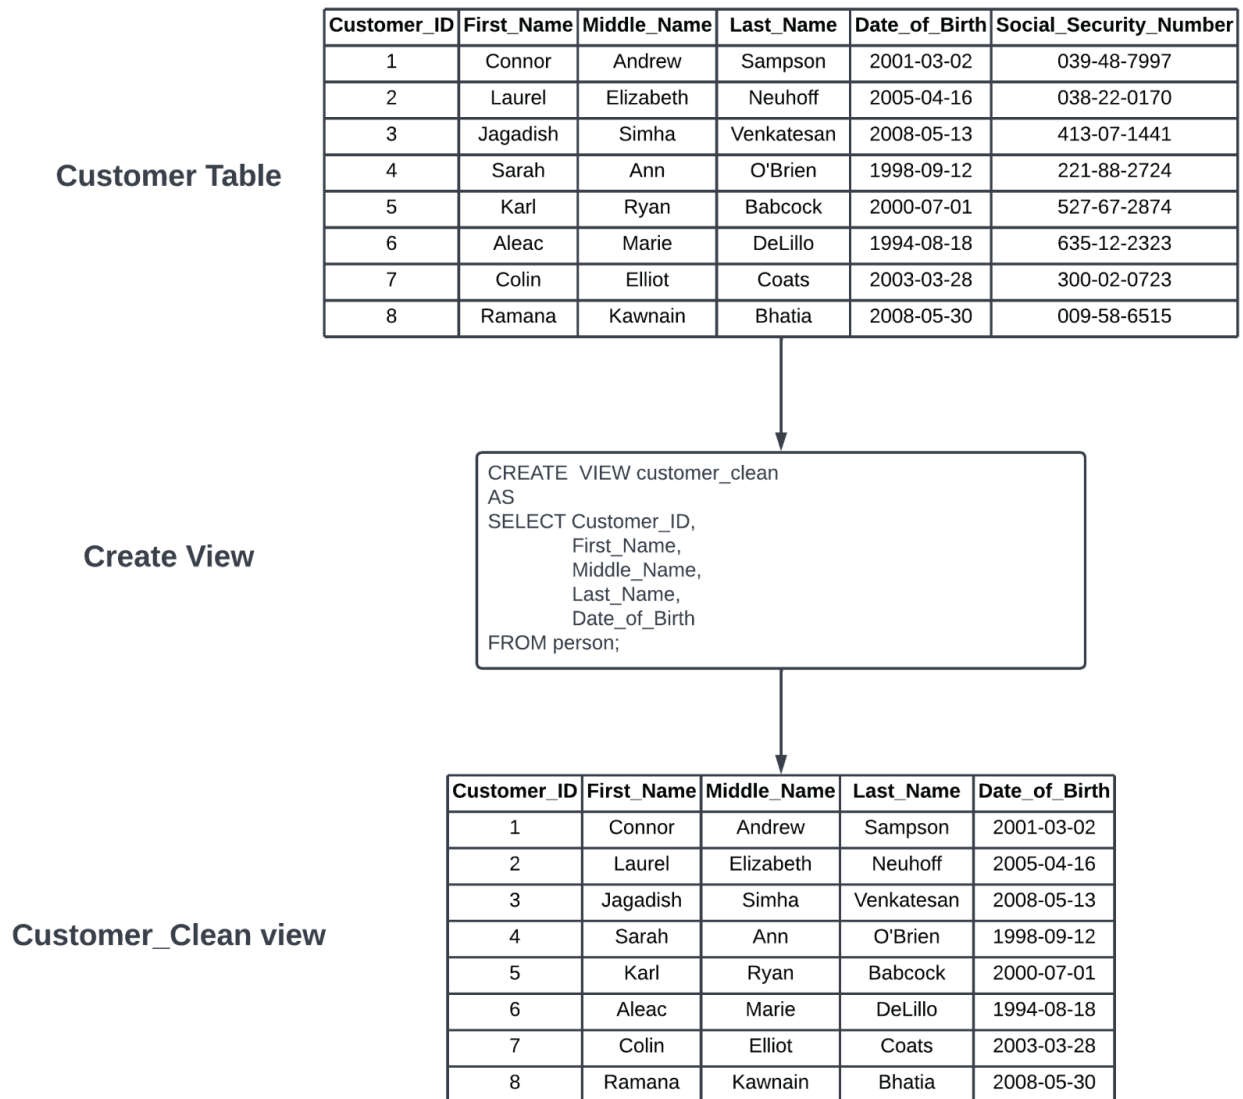 Customer_ID First_Name Middle_Name Last_Name Date_of_Birth Social_Security_Number
1 Connor Andrew Sampson 2001-03-02 039-48-7997
2 Laurel Elizabeth Neuhoff 2005-04-16 038-22-0170
3 Jagadish Simha Venkatesan 2008-05-13 413-07-1441
Customer Table
4 Sarah Ann O'Brien 1998-09-12 221-88-2724
5 Karl Ryan Babcock 2000-07-01 527-67-2874
6 Aleac Marie DeLillo 1994-08-18 635-12-2323
7 Colin Elliot Coats 2003-03-28 300-02-0723
8 Ramana Kawnain Bhatia 2008-05-30 009-58-6515
Create View
CREATE  VIEW customer_clean
AS
SELECT Customer_ID,
First_Name,
Middle_Name,
Last_Name,
Date_of_Birth
FROM person;
Customer_ID First_Name Middle_Name Last_Name Date_of_Birth
1 Connor Andrew Sampson 2001-03-02
2 Laurel Elizabeth Neuhoff 2005-04-16
3 Jagadish Simha Venkatesan 2008-05-13
Customer_Clean view
4 Sarah Ann O'Brien 1998-09-12
5 Karl Ryan Babcock 2000-07-01
6 Aleac Marie DeLillo 1994-08-18
7 Colin Elliot Coats 2003-03-28
8 Ramana Kawnain Bhatia 2008-05-30